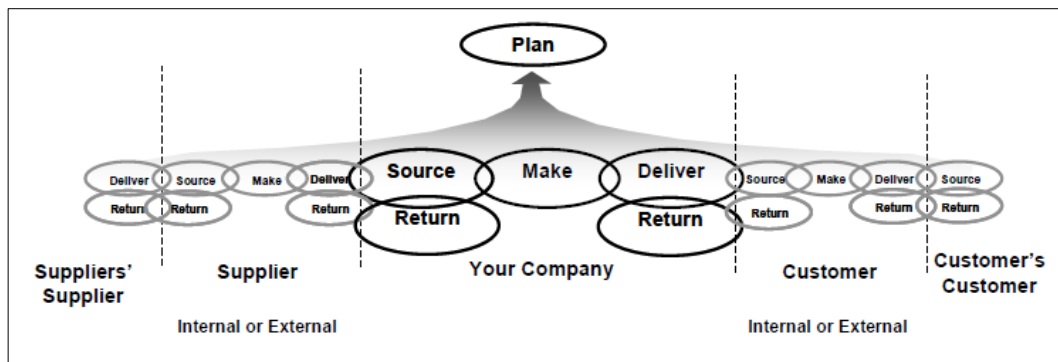 Plan
Deliver Source Make Deliver Source Make Deliver Source Make Deliver Source
Return Return Return Return Return Return Return Return
Suppliers' Supplier Your Company Customer Customer's
Supplier Customer
Internal or External Internal or External